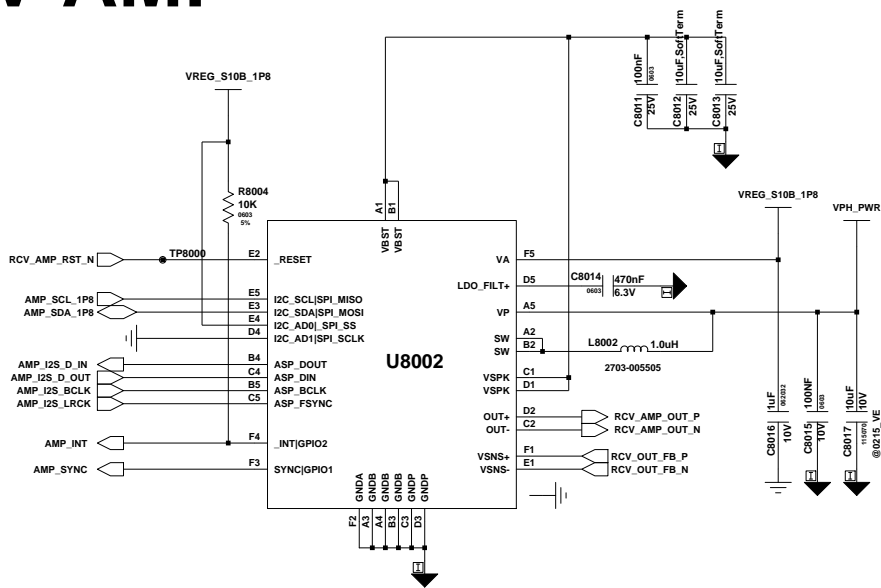 VREG_S10B_1P8
R8004
10K
0603
5%
C8011 100nF 0603 25V
C8012 10uF,SoftTerm 25V
C8013 10uF,SoftTerm 25V
I
VREG_S10B_1P8
VPH_PWR
A1 B1
VBST VBST
RCV_AMP_RST_N TP8000 E2 _RESET
AMP_SCL_1P8 E5 I2C_SCL|SPI_MISO
AMP_SDA_1P8 E3 I2C_SDA|SPI_MOSI
E4 I2C_AD0|_SPI_SS
D4 I2C_AD1|SPI_SCLK
AMP_I2S_D_IN B4 ASP_DOUT
AMP_I2S_D_OUT C4 ASP_DIN
AMP_I2S_BCLK B5 ASP_BCLK
AMP_I2S_LRCK C5 ASP_FSYNC
AMP_INT F4 _INT|GPIO2
AMP_SYNC F3 SYNC|GPIO1
U8002
VA F5
LDO_FILT+ D5 C8014 470nF
0603 6.3V
VP A5
SW A2
SW B2 L8002 1.0uH
2703-005505
VSPK C1
VSPK D1
OUT+ D2 RCV_AMP_OUT_P
OUT- C2 RCV_AMP_OUT_N
VSNS+ F1 RCV_OUT_FB_P
VSNS- E1 RCV_OUT_FB_N
C8016 1uF 10V
C8015 100NF 0603 10V
C8017 10uF 10V 115070 @0215_VE
I
I
GNDA GNDB GNDB GNDB GNDP GNDP
F2 A3 A4 B3 C3 D3
I